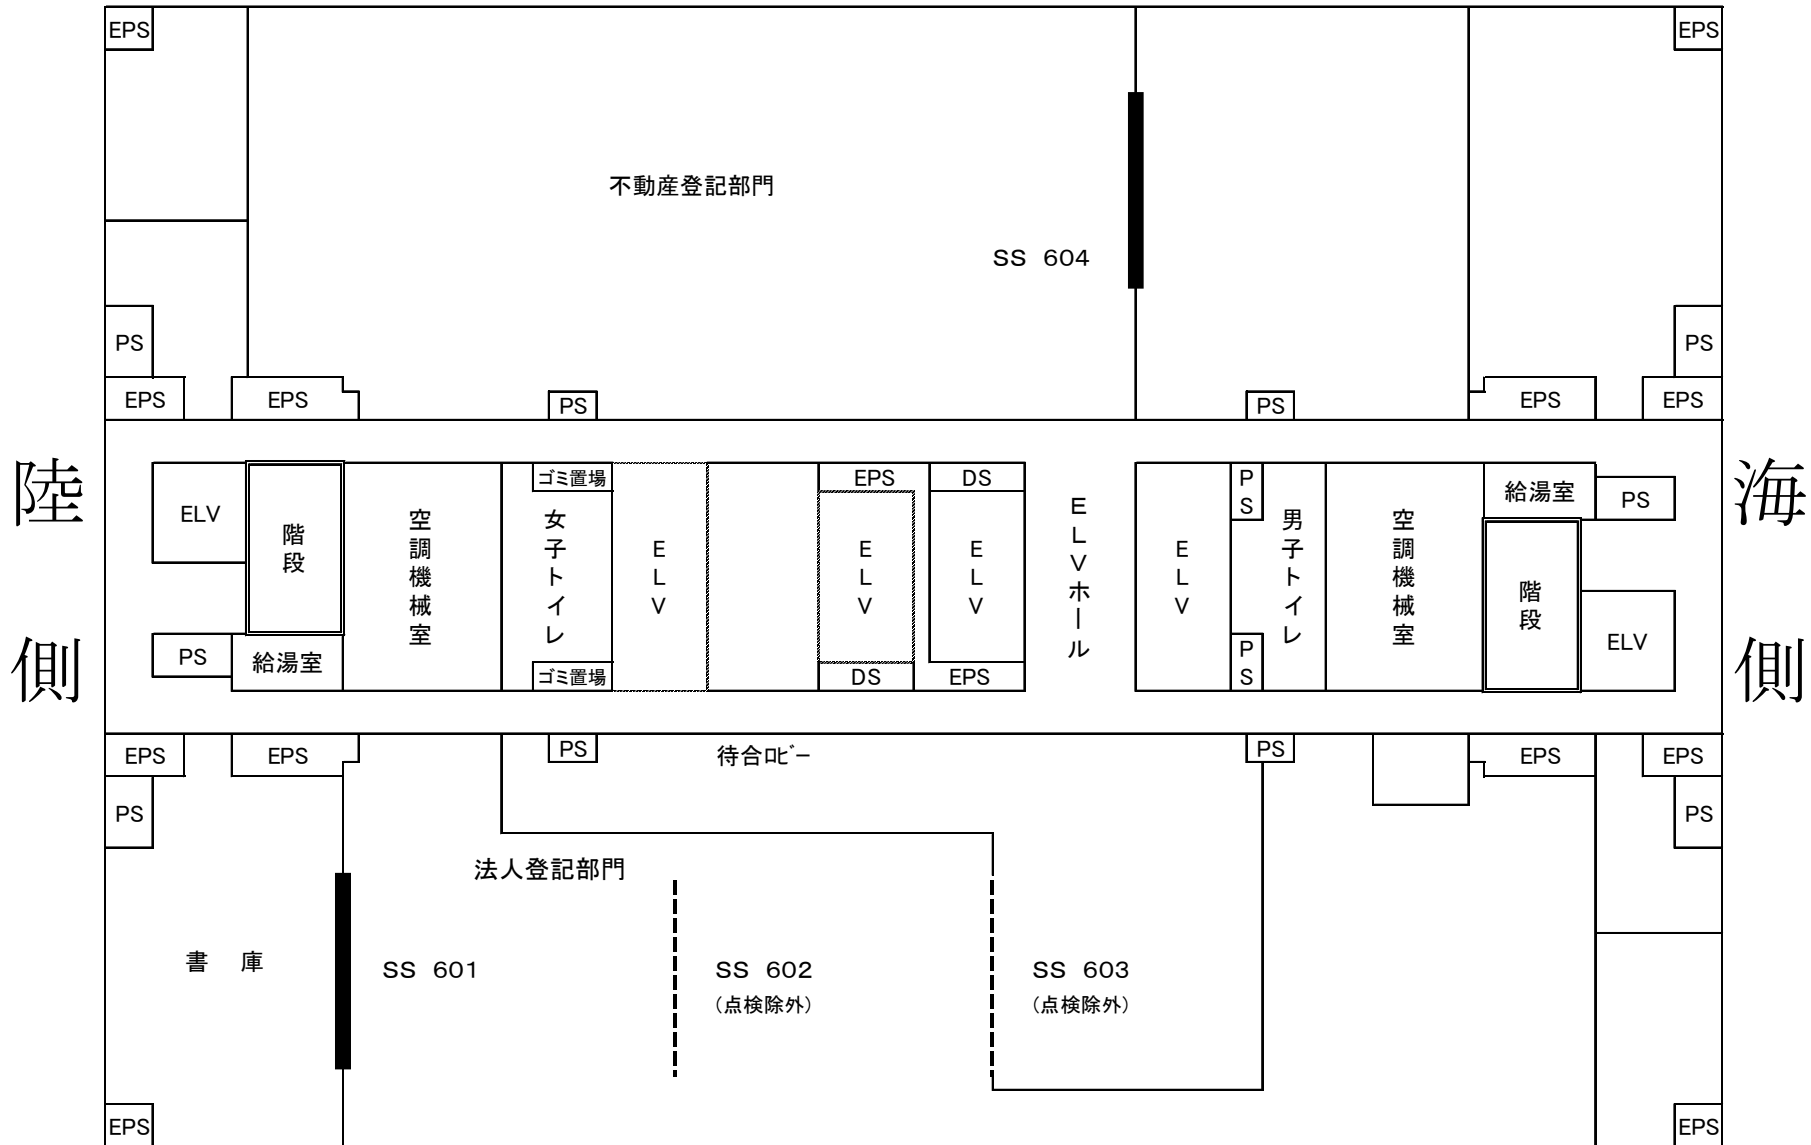 EPS
EPS
不動産登記部門
SS 604
PS
PS
EPS
EPS
PS
PS
EPS
EPS
陸側
海側
ELV
階段
空調機械室
ゴミ置場
女子トイレ
ゴミ置場
ELV
EPS
ELV
DS
DS
ELV
EPS
ELVホール
ELV
PS
PS
男子トイレ
空調機械室
給湯室
階段
PS
ELV
PS
給湯室
EPS
EPS
PS
待合ロビー
PS
EPS
EPS
PS
PS
法人登記部門
書 庫
SS 601
SS 602
(点検除外)
SS 603
(点検除外)
EPS
EPS